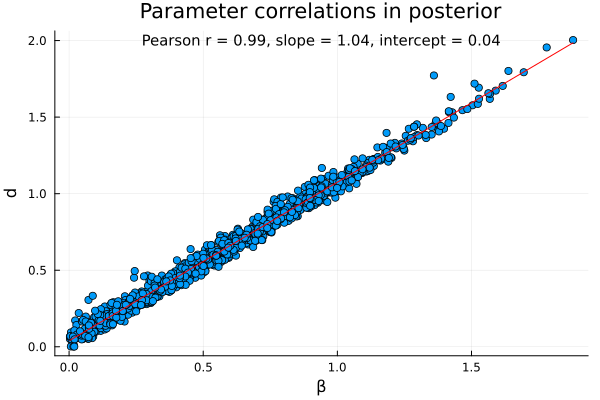 Parameter correlations in posterior
Pearson r = 0.99, slope = 1.04, intercept = 0.04
2.0
1.5
1.0
0.5
0.0
d
0.0 0.5 1.0 1.5
β